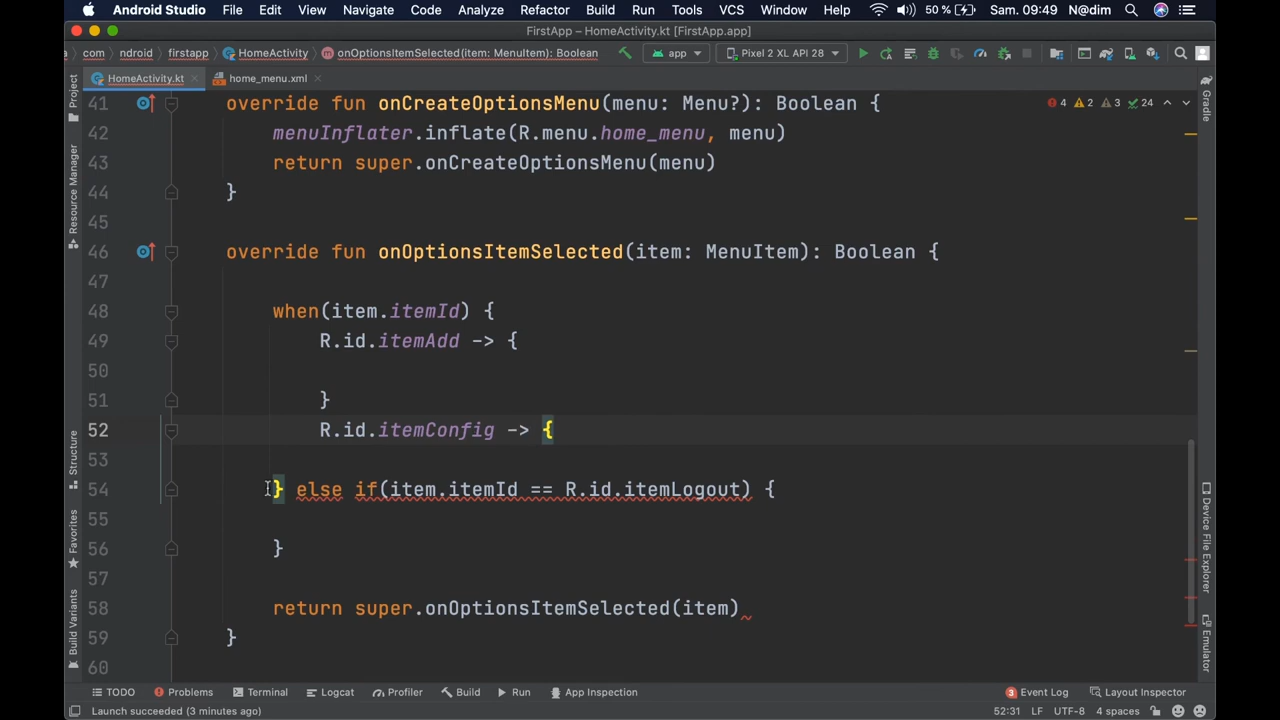 Android Studio File Edit View Navigate Code Analyze Refactor Build Run Tools VCS Window Help 50 % Sam. 09:49 N@dim
FirstApp – HomeActivity.kt [FirstApp.app]
com ndroid firstapp HomeActivity onOptionsItemSelected(item: MenuItem): Boolean app Pixel 2 XL API 28
HomeActivity.kt home_menu.xml
4 2 3 24
41 override fun onCreateOptionsMenu(menu: Menu?): Boolean {
42 menuInflater.inflate(R.menu.home_menu, menu)
43 return super.onCreateOptionsMenu(menu)
44 }
45
46 override fun onOptionsItemSelected(item: MenuItem): Boolean {
47
48 when(item.itemId) {
49 R.id.itemAdd -> {
50
51 }
52 R.id.itemConfig -> {
53
54 } else if(item.itemId == R.id.itemLogout) {
55
56 }
57
58 return super.onOptionsItemSelected(item)
59 }
60
Project
Resource Manager
Structure
Favorites
Build Variants
Gradle
Device File Explorer
Emulator
TODO Problems Terminal Logcat Profiler Build Run App Inspection 3 Event Log Layout Inspector
Launch succeeded (3 minutes ago) 52:31 LF UTF-8 4 spaces